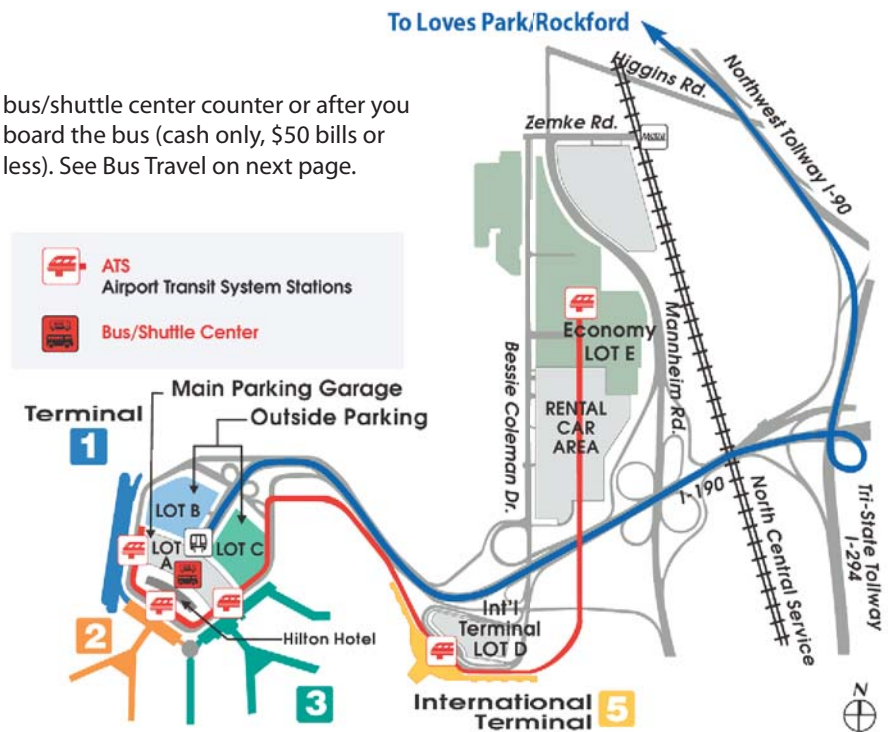 To Loves Park/Rockford
bus/shuttle center counter or after you
board the bus (cash only, $50 bills or
less). See Bus Travel on next page.
Higgins Rd.
Northwest Tollway I-90
Zemke Rd.
ATS
Airport Transit System Stations
Bus/Shuttle Center
Economy
LOT E
Mannheim Rd.
Bessie Coleman Dr.
RENTAL
CAR
AREA
Main Parking Garage
Outside Parking
Terminal
1
LOT B
LOT
A
LOT C
I-190
North Central Service
Tri-State Tollway
I-294
2
Hilton Hotel
3
Int'l
Terminal
LOT D
International
Terminal
5
N